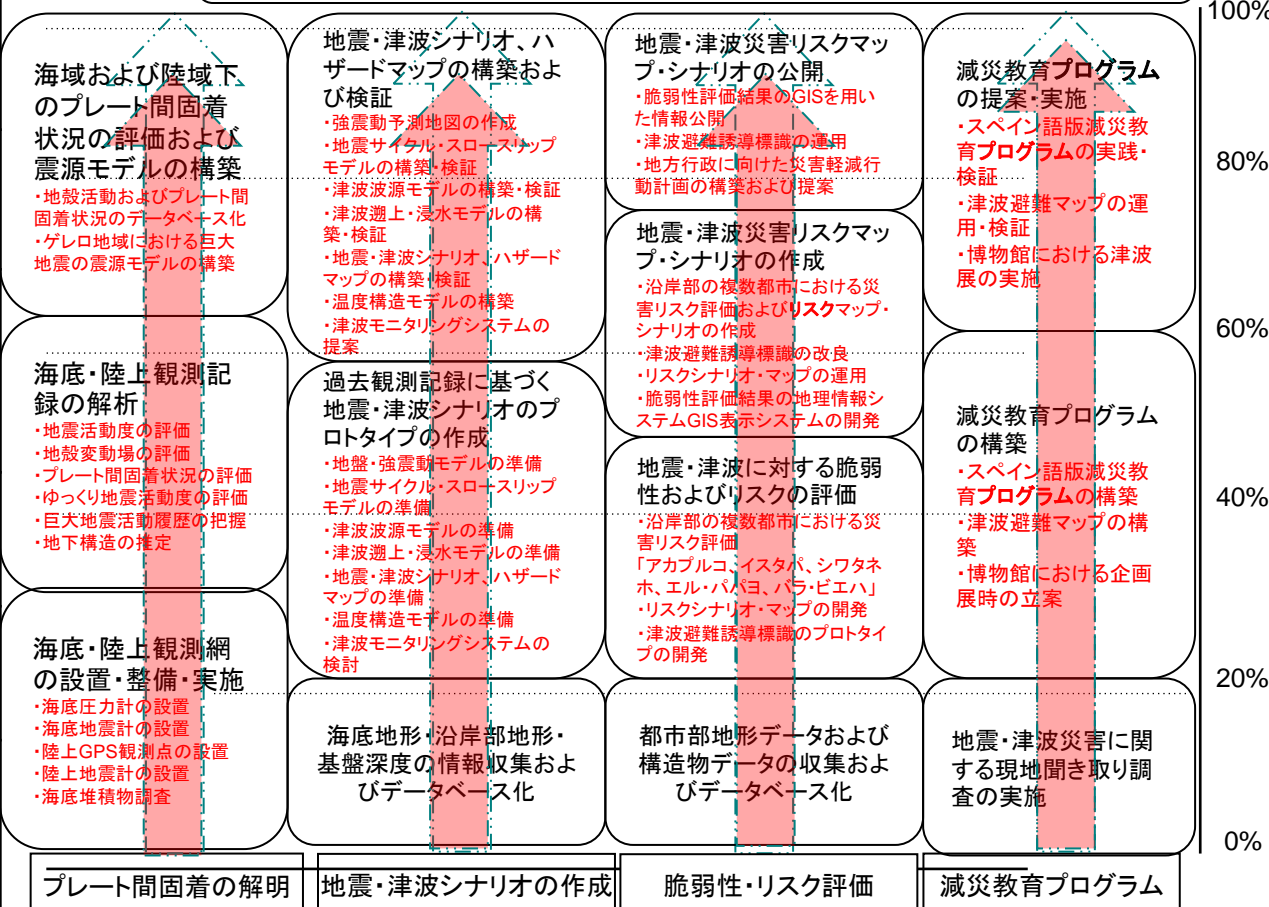 海域および陸域下
のプレート間固着
状況の評価および
震源モデルの構築
・地殻活動およびプレート間
固着状況のデータベース化
・ゲレロ地域における巨大
地震の震源モデルの構築
海底・陸上観測記
録の解析
・地震活動度の評価
・地殻変動場の評価
・プレート間固着状況の評価
・ゆっくり地震活動度の評価
・巨大地震活動履歴の把握
・地下構造の推定
海底・陸上観測網
の設置・整備・実施
・海底圧力計の設置
・海底地震計の設置
・陸上GPS観測点の設置
・陸上地震計の設置
・海底堆積物調査
プレート間固着の解明
地震・津波シナリオ、ハ
ザードマップの構築およ
び検証
・強震動予測地図の作成
・地震サイクル・スロースリップ
モデルの構築・検証
・津波波源モデルの構築・検証
・津波遡上・浸水モデルの構
築・検証
・地震・津波シナリオ、ハザード
マップの構築・検証
・温度構造モデルの構築
・津波モニタリングシステムの
提案
過去観測記録に基づく
地震・津波シナリオのプ
ロトタイプの作成
・地盤・強震動モデルの準備
・地震サイクル・スロースリップ
モデルの準備
・津波波源モデルの準備
・津波遡上・浸水モデルの準備
・地震・津波シナリオ、ハザード
マップの準備
・温度構造モデルの準備
・津波モニタリングシステムの
検討
海底地形・沿岸部地形・
基盤深度の情報収集およ
びデータベース化
地震・津波シナリオの作成
地震・津波災害リスクマッ
プ・シナリオの公開
・脆弱性評価結果のGISを用い
た情報公開
・津波避難誘導標識の運用
・地方行政に向けた災害軽減行
動計画の構築および提案
地震・津波災害リスクマッ
プ・シナリオの作成
・沿岸部の複数都市における災
害リスク評価およびリスクマップ・
シナリオの作成
・津波避難誘導標識の改良
・リスクシナリオ・マップの運用
・脆弱性評価結果の地理情報シ
ステムGIS表示システムの開発
地震・津波に対する脆弱
性およびリスクの評価
・沿岸部の複数都市における災
害リスク評価
「アカプルコ、イスタパ、シワタネ
ホ、エル・パパヨ、バラ・ビエハ」
・リスクシナリオ・マップの開発
・津波避難誘導標識のプロトタイ
プの開発
都市部地形データおよび
構造物データの収集およ
びデータベース化
脆弱性・リスク評価
減災教育プログラム
の提案・実施
・スペイン語版減災教
育プログラムの実践・
検証
・津波避難マップの運
用・検証
・博物館における津波
展の実施
減災教育プログラム
の構築
・スペイン語版減災教
育プログラムの構築
・津波避難マップの構
築
・博物館における企画
展時の立案
地震・津波災害に関
する現地聞き取り調
査の実施
減災教育プログラム
100%
80%
60%
40%
20%
0%